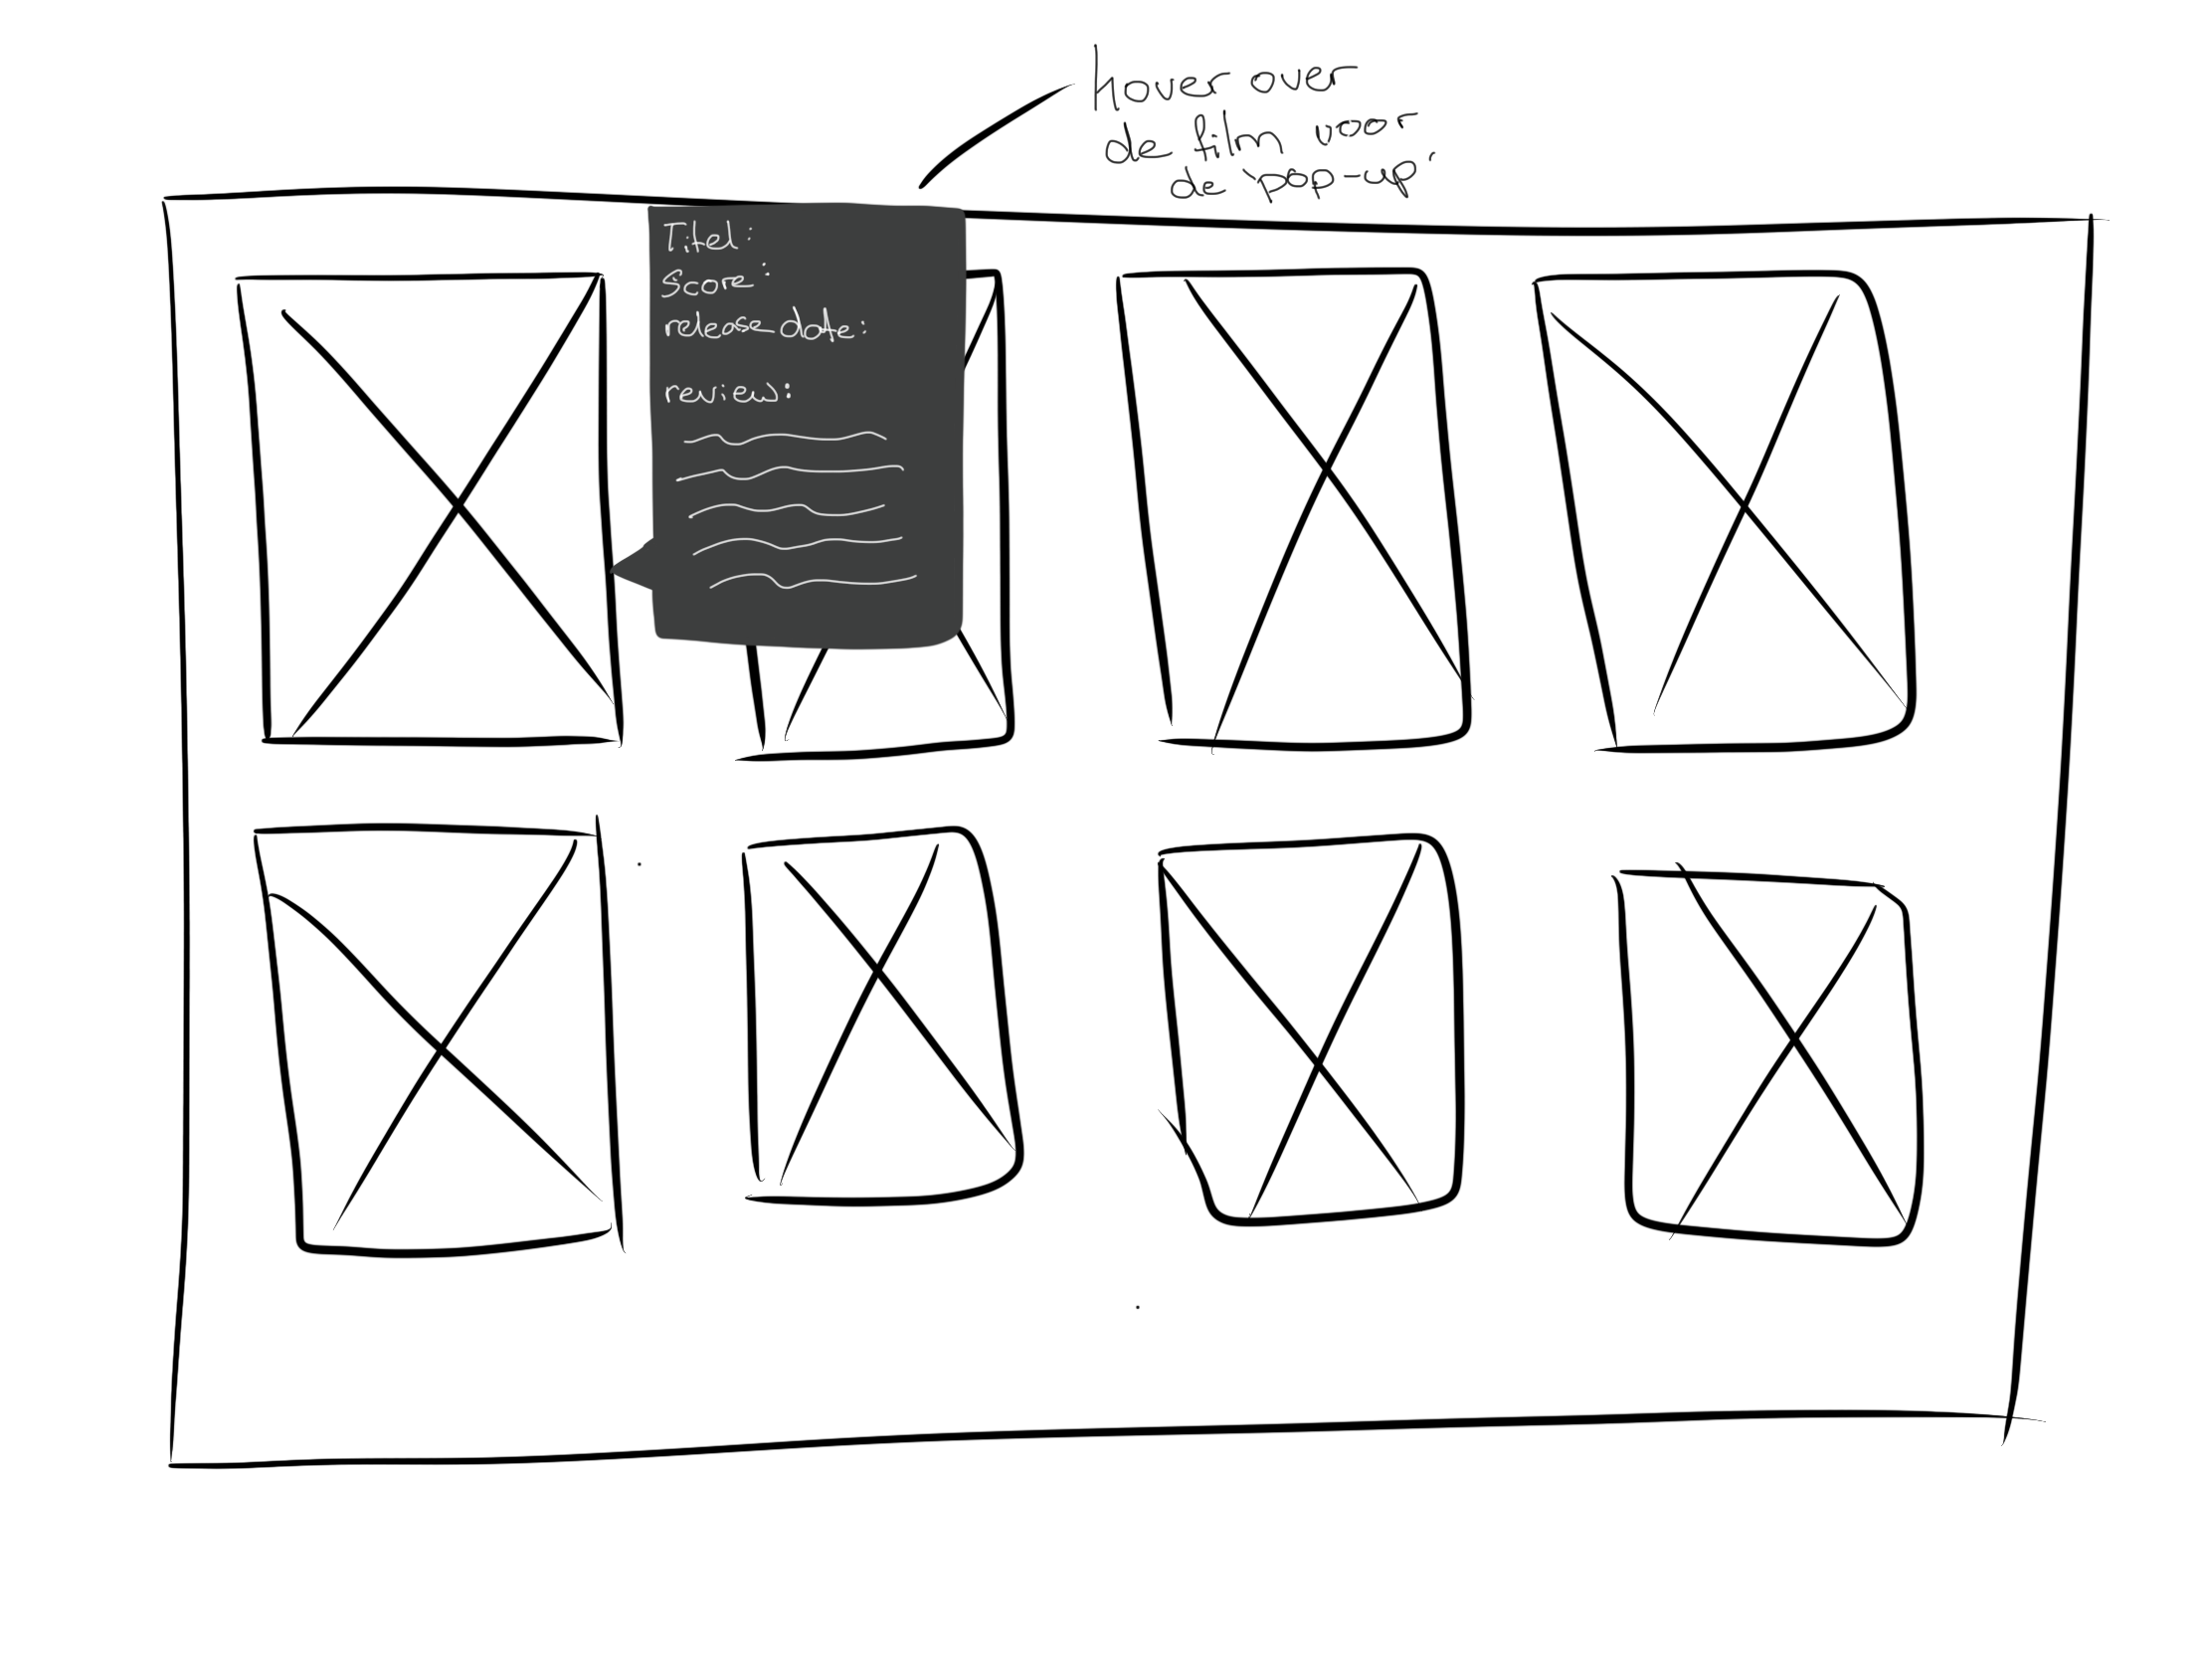 hover over
de film voor
de 'pop-up'
Titel:
Score:
release date:
review: